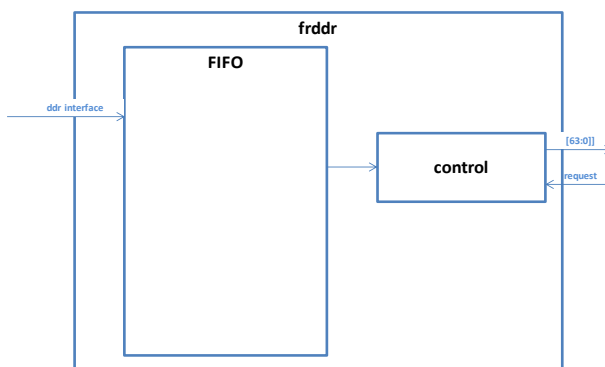 frddr
FIFO
ddr interface
[63:0]]
control
request